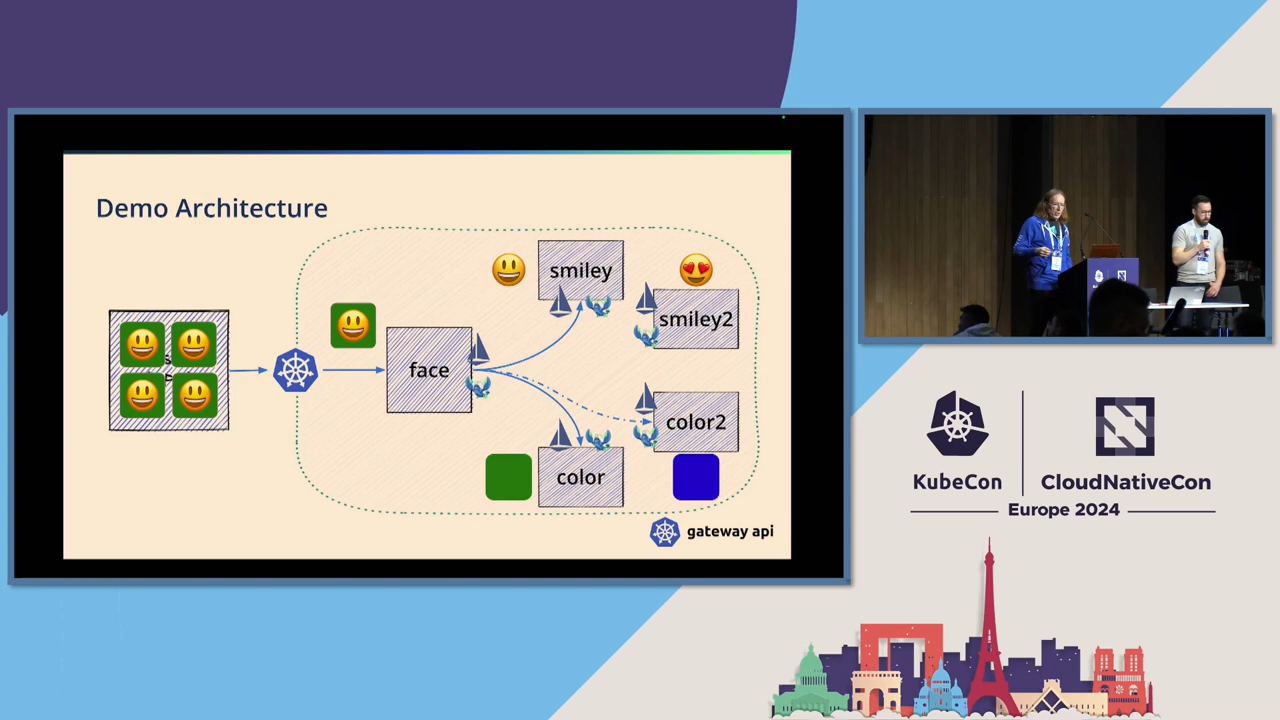 Demo Architecture
smiley
smiley2
face
color2
color
gateway api
KubeCon
CloudNativeCon
Europe 2024